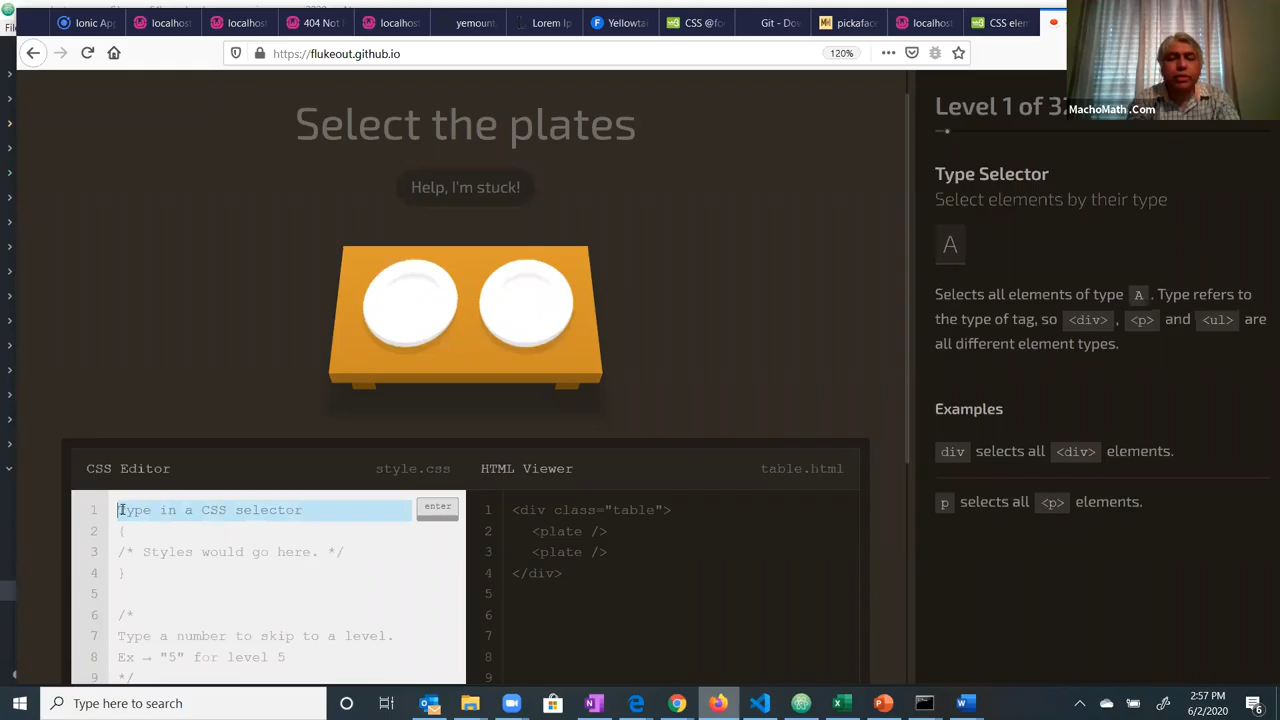 Ionic App
localhost
localhost
404 Not
localhost
yemount.
Lorem Ip
Yellowta
CSS @fo
Git - Dow
pickaface
localhost
CSS elem
https://flukeout.github.io
120%
MachoMath .Com
Select the plates
Help, I'm stuck!
Level 1 of 32
Type Selector
Select elements by their type
A
Selects all elements of type A . Type refers to
the type of tag, so <div> , <p> and <ul> are
all different element types.
Examples
div selects all <div> elements.
p selects all <p> elements.
CSS Editor style.css
1 Type in a CSS selector enter
2 {
3 /* Styles would go here. */
4 }
5
6 /*
7 Type a number to skip to a level.
8 Ex → "5" for level 5
9 */
HTML Viewer table.html
1 <div class="table">
2 <plate />
3 <plate />
4 </div>
5
6
7
8
9
Type here to search
2:57 PM
6/2/2020
6